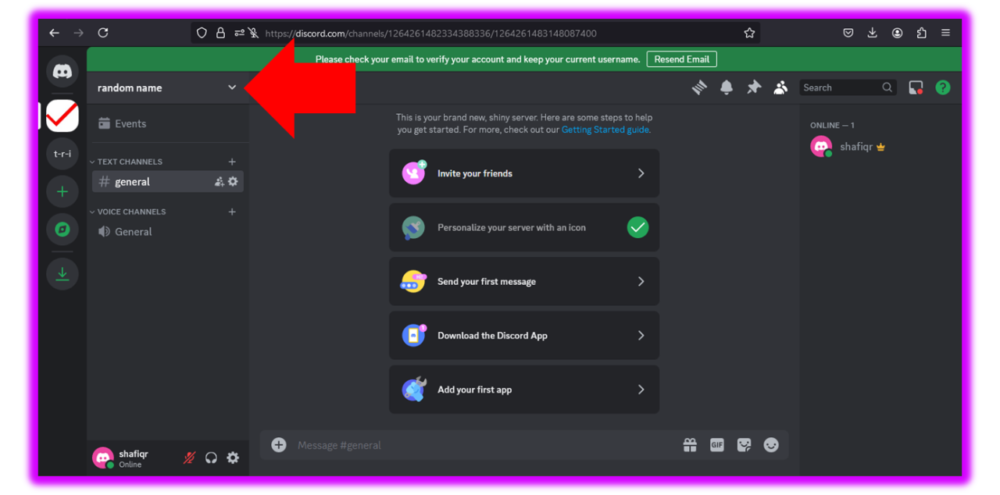 https://discord.com/channels/1264261482334388336/1264261483148087400
Please check your email to verify your account and keep your current username. Resend Email
random name
Search
Events
This is your brand new, shiny server. Here are some steps to help
you get started. For more, check out our Getting Started guide.
ONLINE — 1
shafiqr
t-r-i
TEXT CHANNELS
general
Invite your friends
VOICE CHANNELS
General
Personalize your server with an icon
Send your first message
Download the Discord App
Add your first app
Message #general
GIF
shafiqr
Online